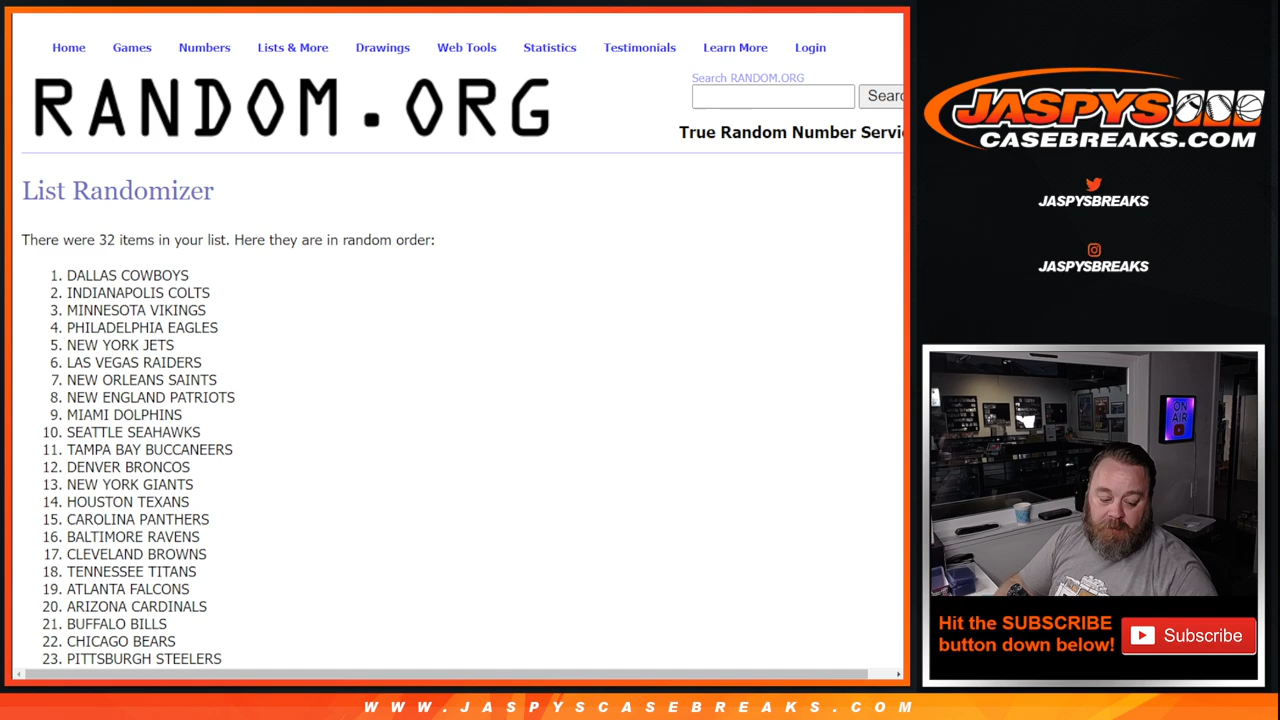 Home Games Numbers Lists & More Drawings Web Tools Statistics Testimonials Learn More Login
RANDOM.ORG
Search RANDOM.ORG
Searc
True Random Number Servi
List Randomizer
There were 32 items in your list. Here they are in random order:
1. DALLAS COWBOYS
2. INDIANAPOLIS COLTS
3. MINNESOTA VIKINGS
4. PHILADELPHIA EAGLES
5. NEW YORK JETS
6. LAS VEGAS RAIDERS
7. NEW ORLEANS SAINTS
8. NEW ENGLAND PATRIOTS
9. MIAMI DOLPHINS
10. SEATTLE SEAHAWKS
11. TAMPA BAY BUCCANEERS
12. DENVER BRONCOS
13. NEW YORK GIANTS
14. HOUSTON TEXANS
15. CAROLINA PANTHERS
16. BALTIMORE RAVENS
17. CLEVELAND BROWNS
18. TENNESSEE TITANS
19. ATLANTA FALCONS
20. ARIZONA CARDINALS
21. BUFFALO BILLS
22. CHICAGO BEARS
23. PITTSBURGH STEELERS
JASPYS
CASEBREAKS.COM
JASPYSBREAKS
JASPYSBREAKS
ON
AIR
Hit the SUBSCRIBE
button down below!
Subscribe
WWW.JASPYSCASEBREAKS.COM